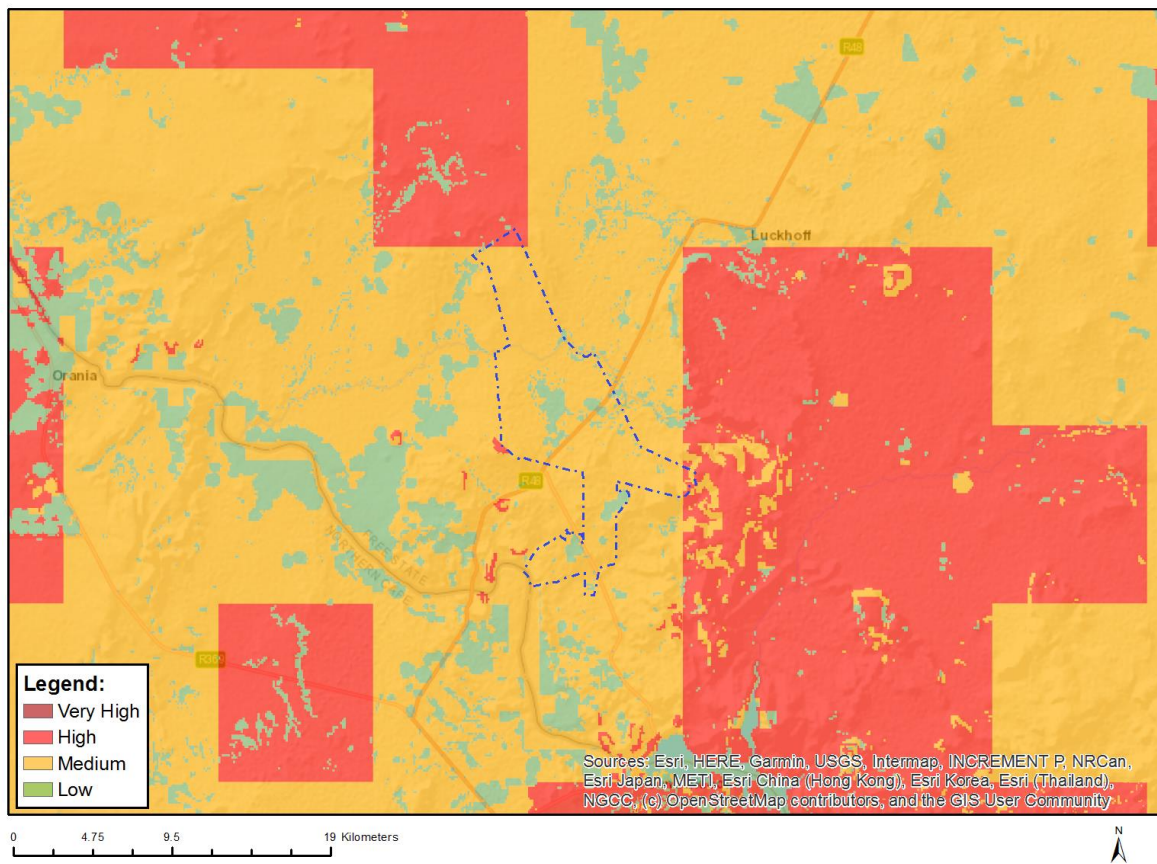 R48
Luckhoff
Orania
R48
FREE STATE
NORTHERN CAPE
R369
Legend:
Very High
High
Medium
Low
Sources: Esri, HERE, Garmin, USGS, Intermap, INCREMENT P, NRCan,
Esri Japan, METI, Esri China (Hong Kong), Esri Korea, Esri (Thailand),
NGCC, (c) OpenStreetMap contributors, and the GIS User Community
0 4.75 9.5 19 Kilometers
N